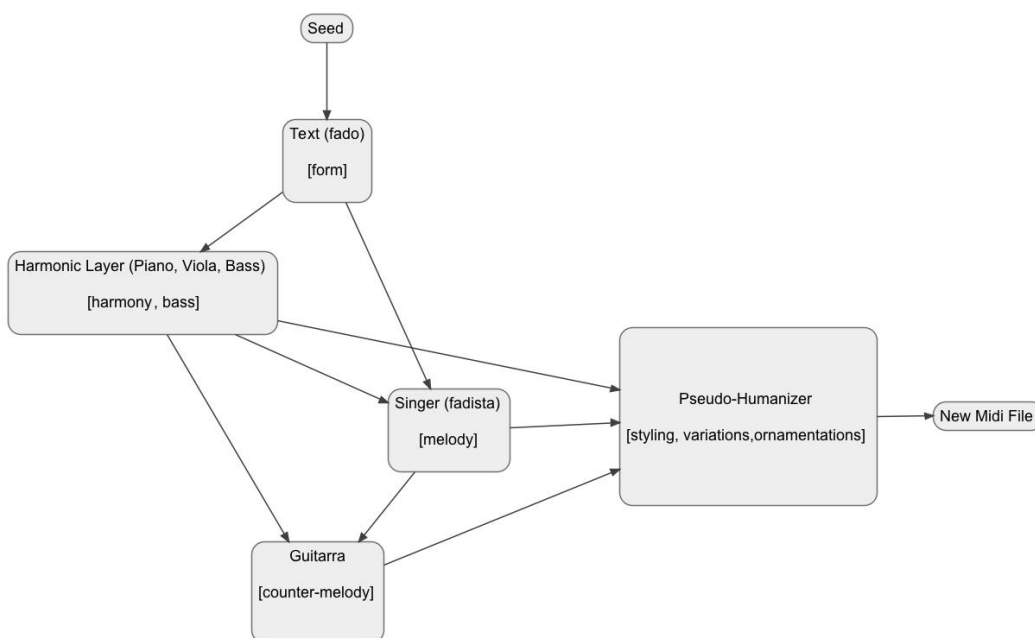 Seed
Text (fado)
[form]
Harmonic Layer (Piano, Viola, Bass)
[harmony, bass]
Singer (fadista)
[melody]
Pseudo-Humanizer
[styling, variations,ornamentations]
New Midi File
Guitarra
[counter-melody]